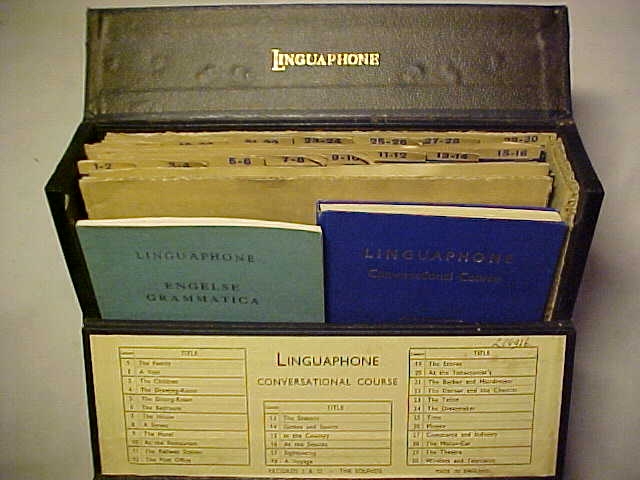 LINGUAPHONE
23-24
25-26
27-28
29-30
1-2
3-4
5-6
7-8
9-10
11-12
13-14
15-16
LINGUAPHONE
ENGELSE
GRAMMATICA
LINGUAPHONE
Conversational Course
LINGUAPHONE
CONVERSATIONAL COURSE
TITLE
1 The Family
2 A Visit
3 The Children
4 The Drawing-Room
5 The Dining-Room
6 The Bedroom
7 The House
8 A Street
9 The Hotel
10 At the Restaurant
11 The Railway Station
12 The Post Office
TITLE
13 The Seasons
14 Games and Sports
15 In the Country
16 At the Seaside
17 Sightseeing
18 A Voyage
TITLE
19 The Stores
20 At the Tobacconist's
21 The Barber and Hairdresser
22 The Doctor and the Chemist
23 The Tailor
24 The Dressmaker
25 Time
26 Money
27 Commerce and Industry
28 The Motor-Car
29 The Theatre
30 Wireless and Television
MADE IN ENGLAND